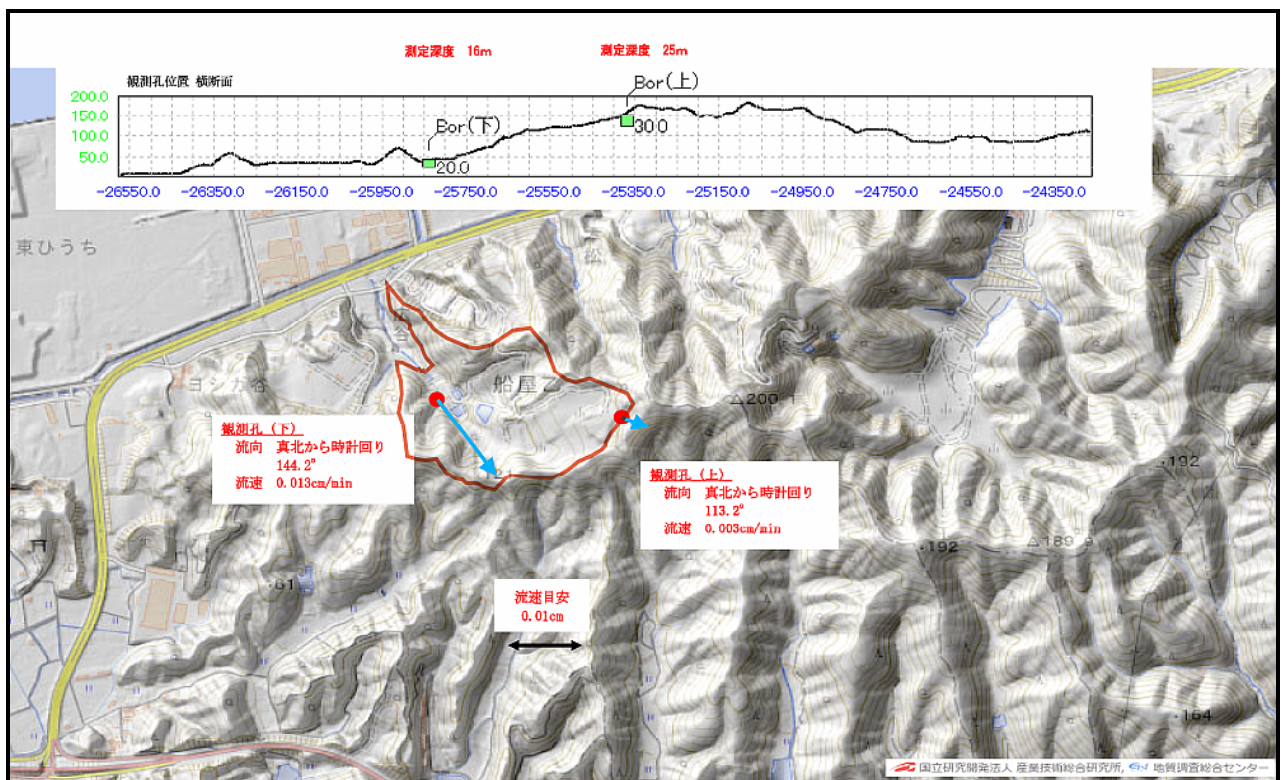 測定深度 16m
測定深度 25m
観測孔位置 横断面
Bor(上)
Bor(下)
200.0
150.0
100.0
50.0
30.0
20.0
-26550.0 -26350.0 -26150.0 -25950.0 -25750.0 -25550.0 -25350.0 -25150.0 -24950.0 -24750.0 -24550.0 -24350.0
東ひうち
松
ヨシカ谷
船屋乙
200
観測孔(下)
流向 真北から時計回り
144.2°
流速 0.013cm/min
観測孔(上)
流向 真北から時計回り
113.2°
流速 0.003cm/min
192
192
189.9
61
流速目安
0.01cm
164
国立研究開発法人 産業技術総合研究所, 地質調査総合センター